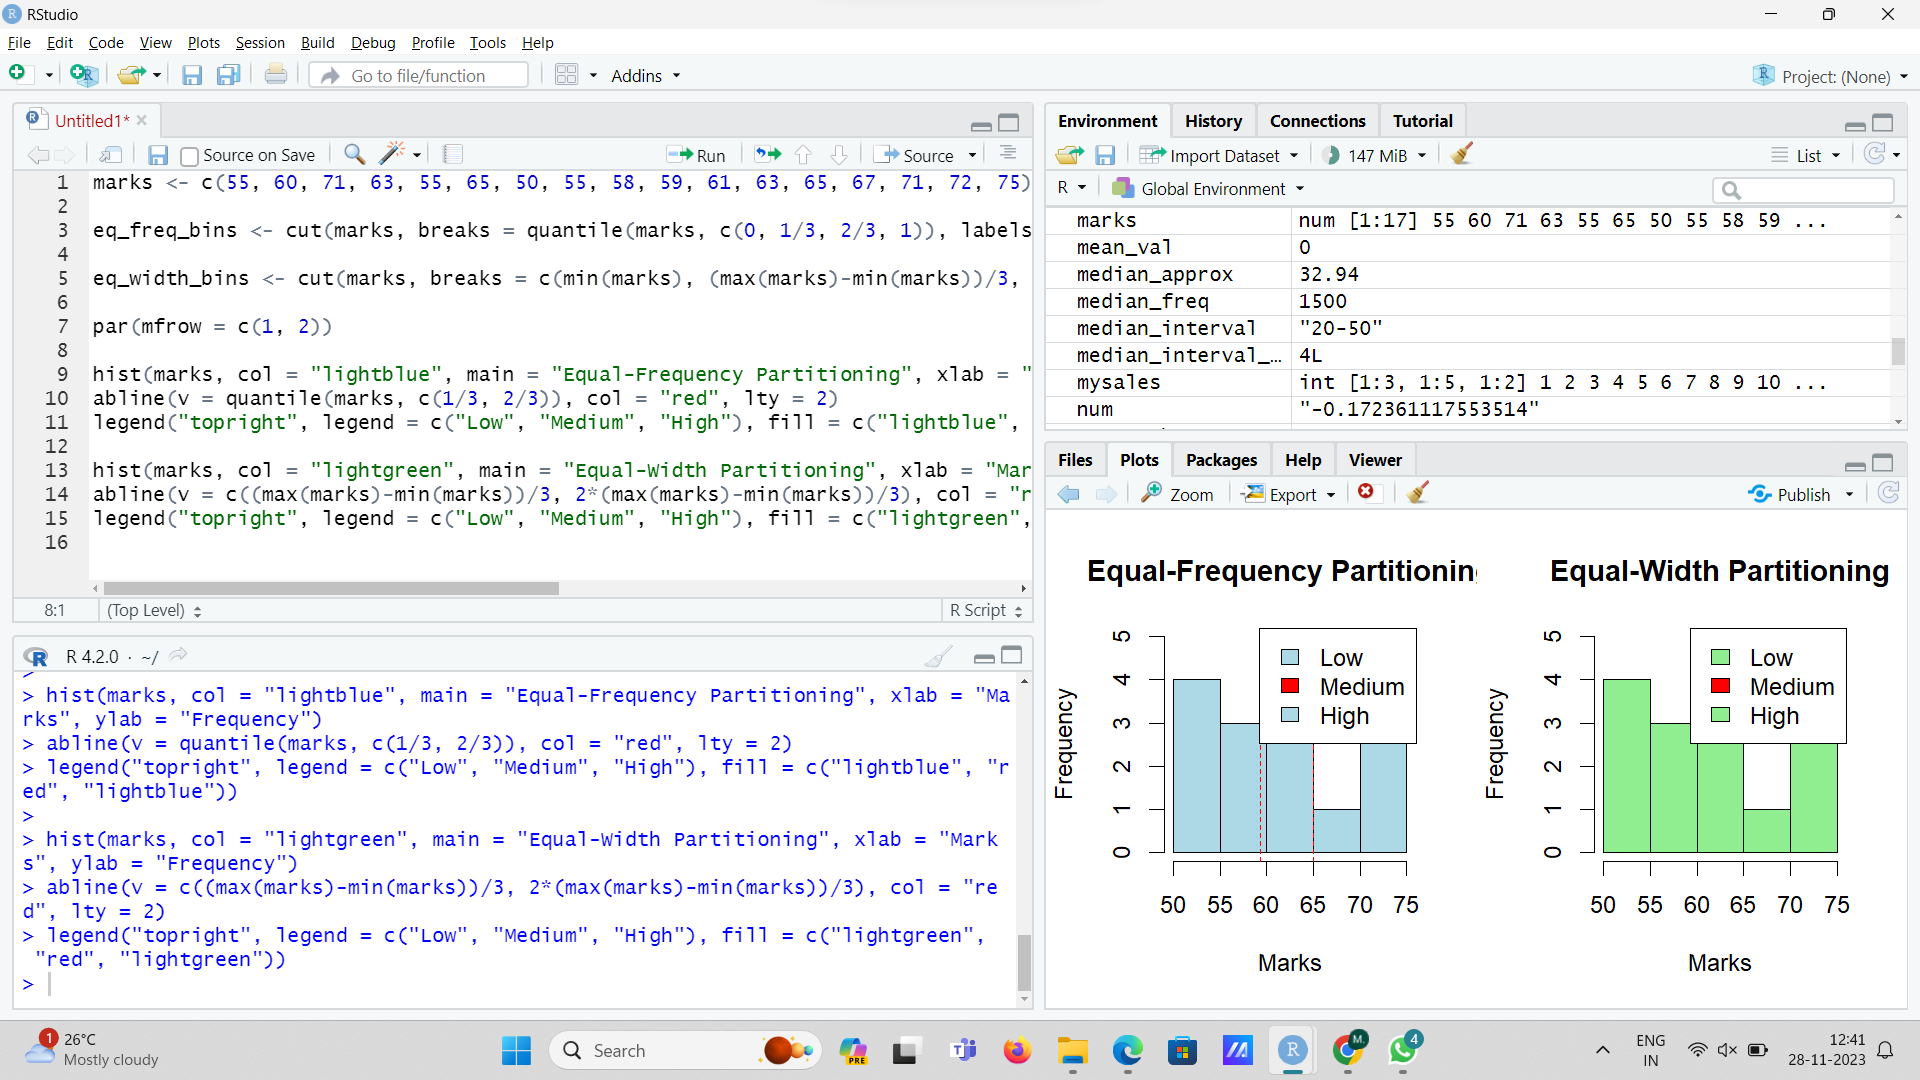 RStudio
File Edit Code View Plots Session Build Debug Profile Tools Help
Go to file/function
Addins
Project: (None)
Untitled1*
Source on Save
Run
Source
1 marks <- c(55, 60, 71, 63, 55, 65, 50, 55, 58, 59, 61, 63, 65, 67, 71, 72, 75)
2
3 eq_freq_bins <- cut(marks, breaks = quantile(marks, c(0, 1/3, 2/3, 1)), labels
4
5 eq_width_bins <- cut(marks, breaks = c(min(marks), (max(marks)-min(marks))/3,
6
7 par(mfrow = c(1, 2))
8
9 hist(marks, col = "lightblue", main = "Equal-Frequency Partitioning", xlab = "
10 abline(v = quantile(marks, c(1/3, 2/3)), col = "red", lty = 2)
11 legend("topright", legend = c("Low", "Medium", "High"), fill = c("lightblue",
12
13 hist(marks, col = "lightgreen", main = "Equal-Width Partitioning", xlab = "Mar
14 abline(v = c((max(marks)-min(marks))/3, 2*(max(marks)-min(marks))/3), col = "r
15 legend("topright", legend = c("Low", "Medium", "High"), fill = c("lightgreen",
16
8:1 (Top Level) R Script
R 4.2.0 · ~/
> hist(marks, col = "lightblue", main = "Equal-Frequency Partitioning", xlab = "Ma
rks", ylab = "Frequency")
> abline(v = quantile(marks, c(1/3, 2/3)), col = "red", lty = 2)
> legend("topright", legend = c("Low", "Medium", "High"), fill = c("lightblue", "r
ed", "lightblue"))
>
> hist(marks, col = "lightgreen", main = "Equal-Width Partitioning", xlab = "Mark
s", ylab = "Frequency")
> abline(v = c((max(marks)-min(marks))/3, 2*(max(marks)-min(marks))/3), col = "re
d", lty = 2)
> legend("topright", legend = c("Low", "Medium", "High"), fill = c("lightgreen",
"red", "lightgreen"))
>
Environment History Connections Tutorial
Import Dataset 147 MiB List
R Global Environment
marks num [1:17] 55 60 71 63 55 65 50 55 58 59 ...
mean_val 0
median_approx 32.94
median_freq 1500
median_interval "20-50"
median_interval_... 4L
mysales int [1:3, 1:5, 1:2] 1 2 3 4 5 6 7 8 9 10 ...
num "-0.172361117553514"
Files Plots Packages Help Viewer
Zoom Export Publish
Equal-Frequency Partitionin
Frequency
0 1 2 3 4 5
Low
Medium
High
50 55 60 65 70 75
Marks
Equal-Width Partitioning
Frequency
0 1 2 3 4 5
Low
Medium
High
50 55 60 65 70 75
Marks
1
26°C
Mostly cloudy
Search
PRE
M.
4
ENG
IN
12:41
28-11-2023